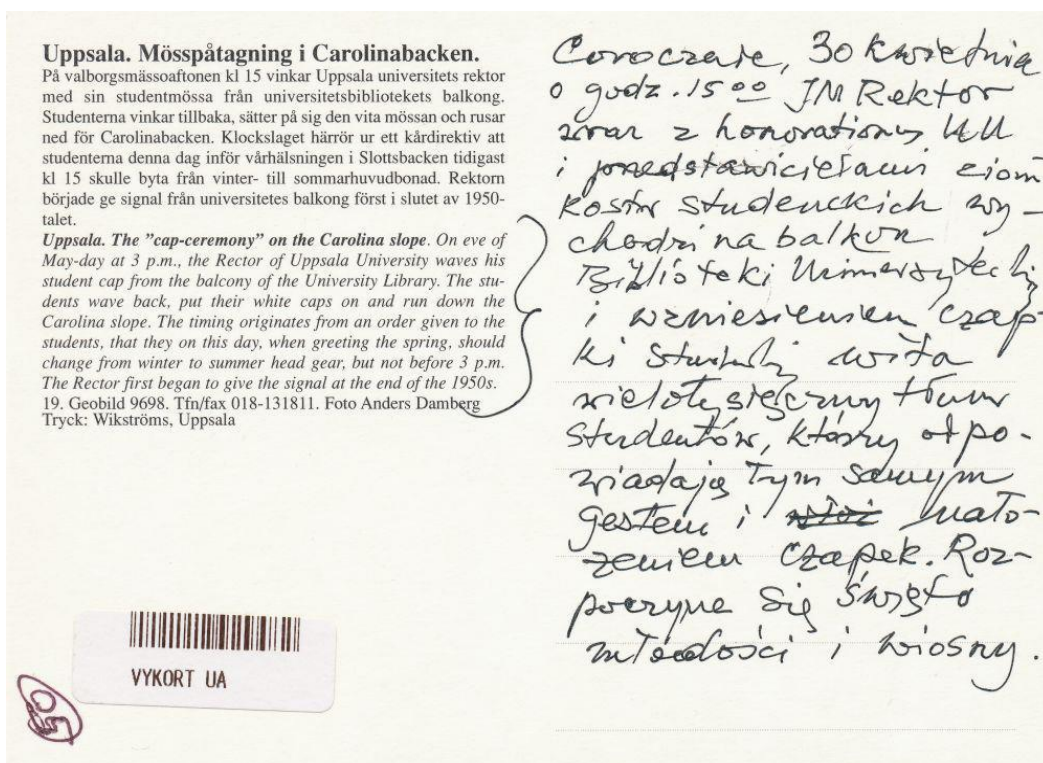 Uppsala. Mösspåtagning i Carolinabacken.
På valborgsmässoaftonen kl 15 vinkar Uppsala universitets rektor
med sin studentmössa från universitetsbibliotekets balkong.
Studenterna vinkar tillbaka, sätter på sig den vita mössan och rusar
ned för Carolinabacken. Klockslaget härrör ur ett kårdirektiv att
studenterna denna dag inför vårhälsningen i Slottsbacken tidigast
kl 15 skulle byta från vinter- till sommarhuvudbonad. Rektorn
började ge signal från universitetes balkong först i slutet av 1950-
talet.
Uppsala. The ”cap-ceremony” on the Carolina slope. On eve of
May-day at 3 p.m., the Rector of Uppsala University waves his
student cap from the balcony of the University Library. The stu-
dents wave back, put their white caps on and run down the
Carolina slope. The timing originates from an order given to the
students, that they on this day, when greeting the spring, should
change from winter to summer head gear, but not before 3 p.m.
The Rector first began to give the signal at the end of the 1950s.
19. Geobild 9698. Tfn/fax 018-131811. Foto Anders Damberg
Tryck: Wikströms, Uppsala
VYKORT UA
Corocznie, 30 kwietnia
o godz. 15⁰⁰ JM Rektor
wraz z honorationes UU
i przedstawicielami ziom
kostw studenckich wy-
chodzi na balkon
Biblioteki Uniwersytecki
i wzniesieniem czap-
ki wita
wielotysięczny tłum
studentów, którzy odpo-
wiadają tym samym
gestem i nało-
żeniem czapek. Roz-
poczyna się święto
młodości i wiosny.